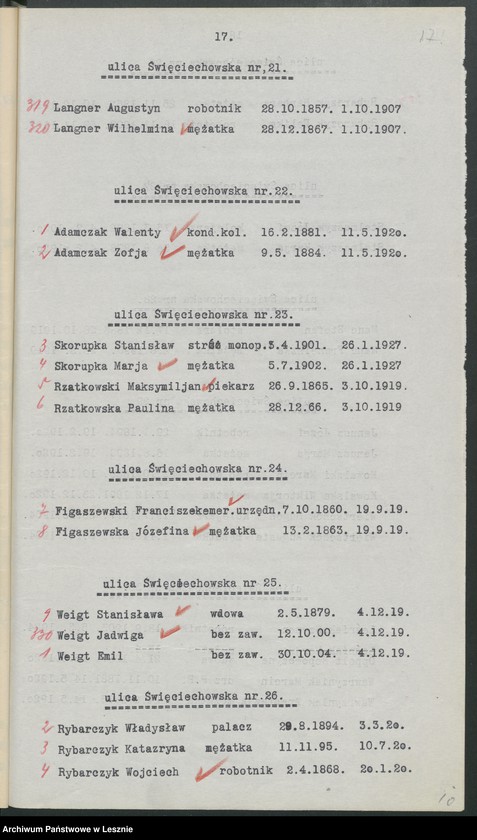 17.
17
ulica Święciechowska nr,21.
319 Langner Augustyn robotnik 28.10.1857. 1.10.1907
320 Langner Wilhelmina mężatka 28.12.1867. 1.10.1907.
ulica Święciechowska nr.22.
1 Adamczak Walenty kond.kol. 16.2.1881. 11.5.192o.
2 Adamczak Zofja mężatka 9.5. 1884. 11.5.192o.
ulica Święciechowska nr.23.
3 Skorupka Stanisław stróż monop. 5.4.1901. 26.1.1927.
4 Skorupka Marja mężatka 5.7.1902. 26.1.1927
5 Rzatkowski Maksymiljan piekarz 26.9.1865. 3.10.1919.
6 Rzatkowska Paulina mężatka 28.12.66. 3.10.1919
ulica Święciechowska nr.24.
7 Figaszewski Franciszek emer.urzędn. 7.10.1860. 19.9.19.
8 Figaszewska Józefina mężatka 13.2.1863. 19.9.19.
ulica Święciechowska nr 25.
9 Weigt Stanisława wdowa 2.5.1879. 4.12.19.
330 Weigt Jadwiga bez zaw. 12.10.00. 4.12.19.
1 Weigt Emil bez zaw. 30.10.04. 4.12.19.
ulica Święciechowska nr.26.
2 Rybarczyk Władysław palacz 29.8.1894. 3.3.2o.
3 Rybarczyk Katazryna mężatka 11.11.95. 10.7.2o.
4 Rybarczyk Wojciech robotnik 2.4.1868. 2o.1.2o.
10
Archiwum Państwowe w Lesznie